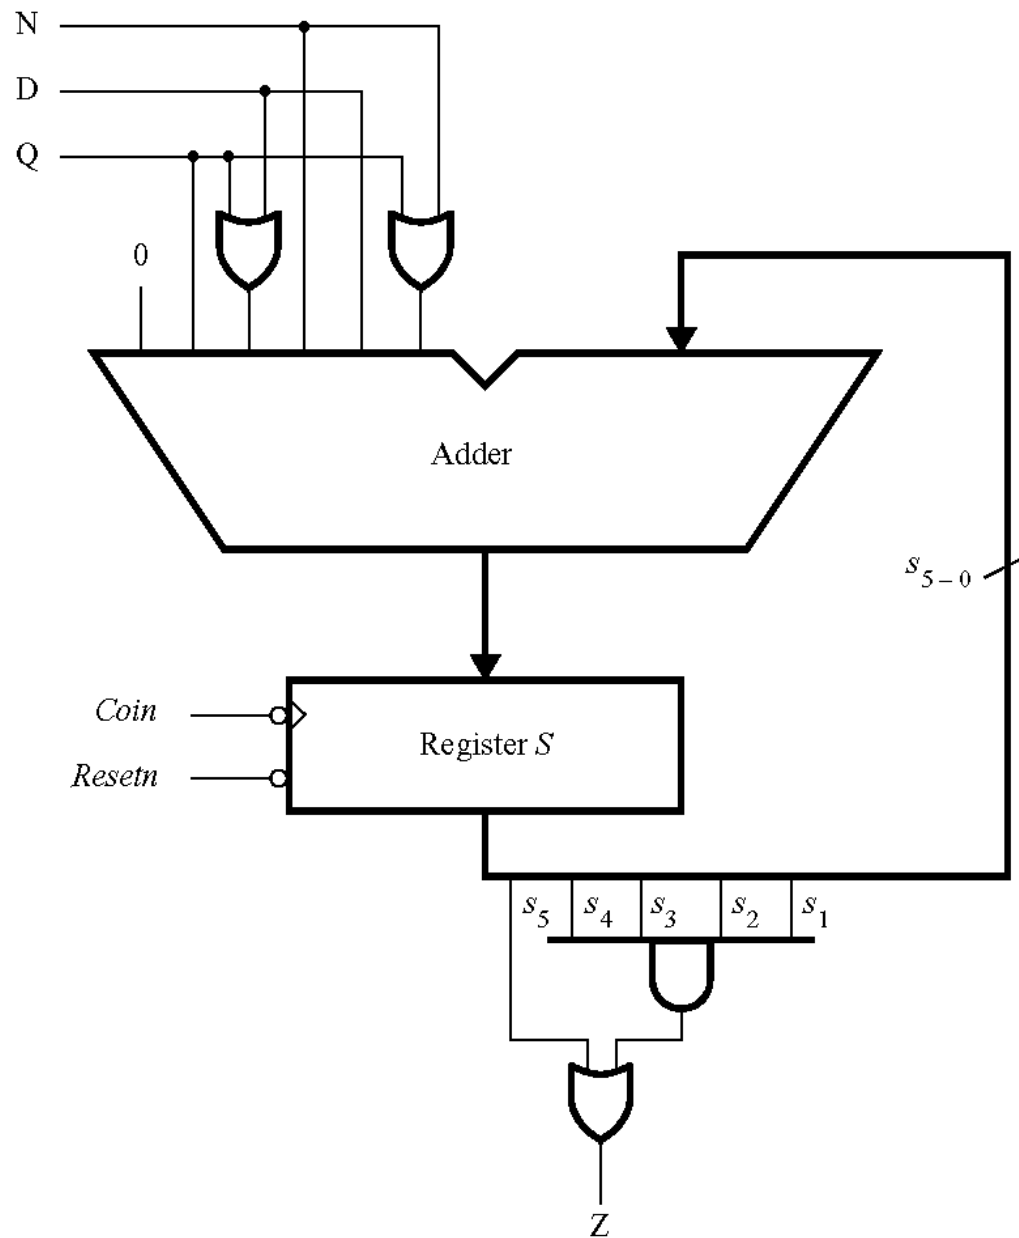 N
D
Q
0
Adder
s5 – 0
Coin
Register S
Resetn
s5 s4 s3 s2 s1
Z